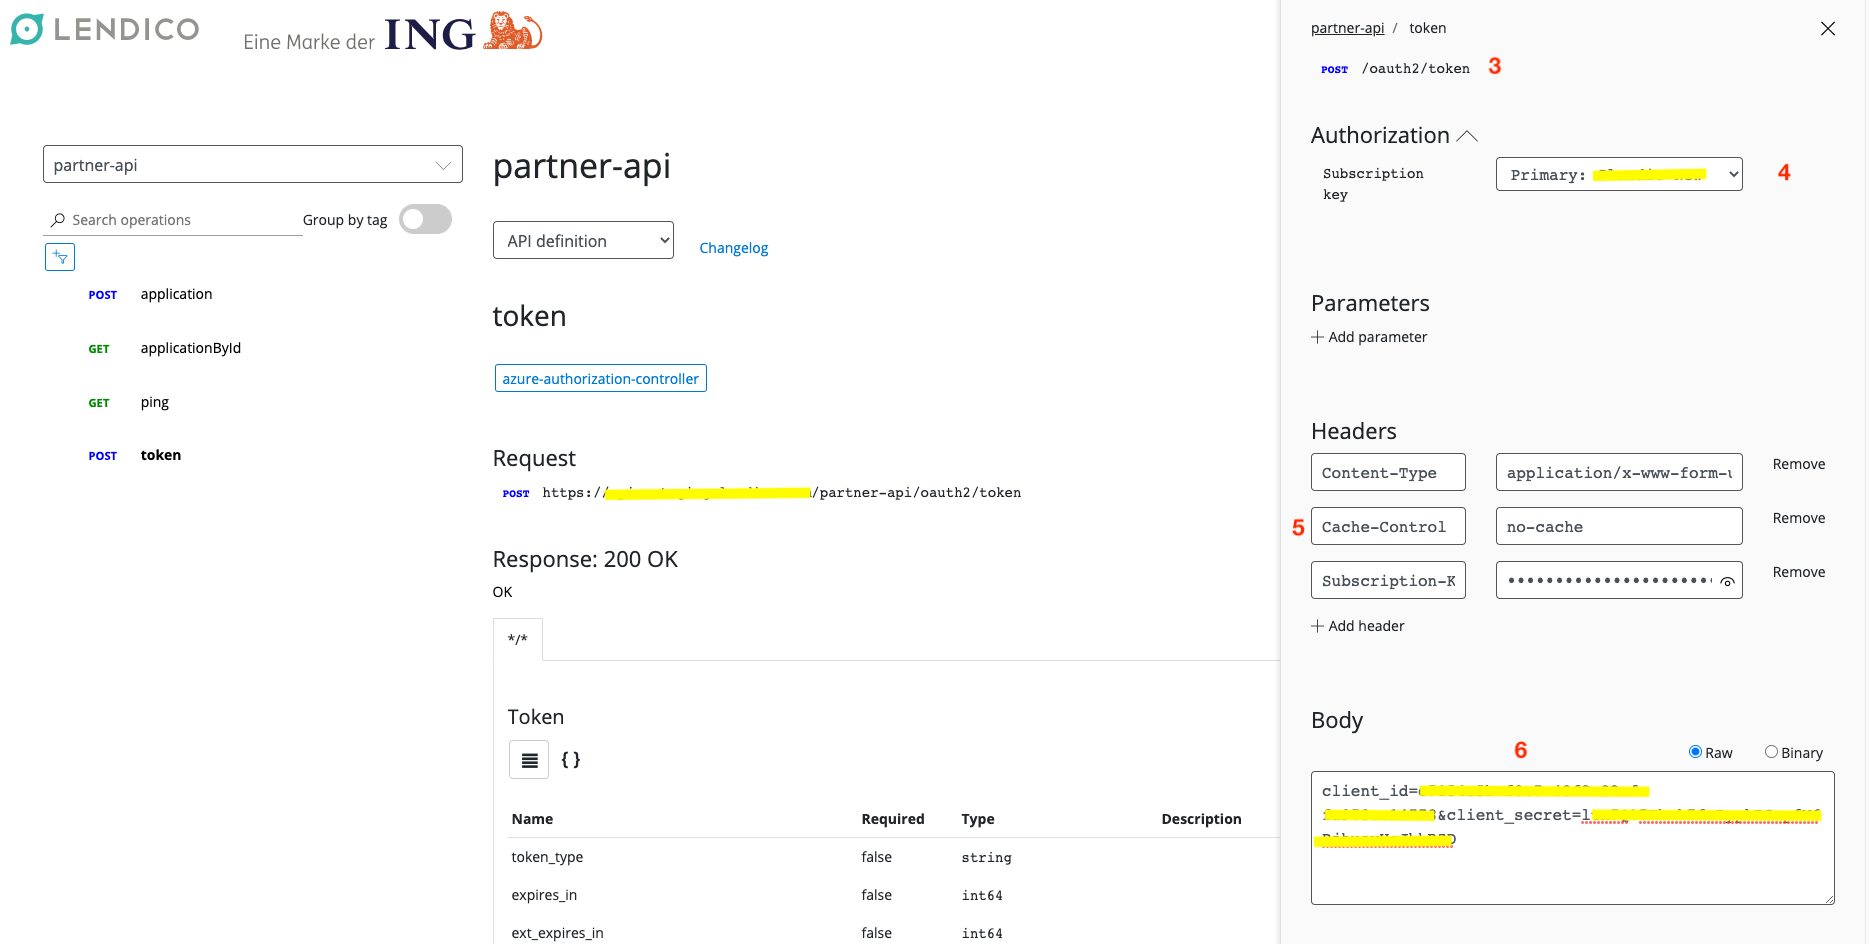 LENDICO
Eine Marke der ING
partner-api
Search operations
Group by tag
POST application
GET applicationById
GET ping
POST token
partner-api
API definition
Changelog
token
azure-authorization-controller
Request
POST https:// /partner-api/oauth2/token
Response: 200 OK
OK
*/*
Token
{ }
Name Required Type Description
token_type false string
expires_in false int64
ext_expires_in false int64
partner-api / token
POST /oauth2/token 3
Authorization
Subscription key
Primary: 4
Parameters
+ Add parameter
Headers
Content-Type application/x-www-form-u Remove
5 Cache-Control no-cache Remove
Subscription-K •••••••••••••••••••••• Remove
+ Add header
Body
6
Raw Binary
client_id=
&client_secret=